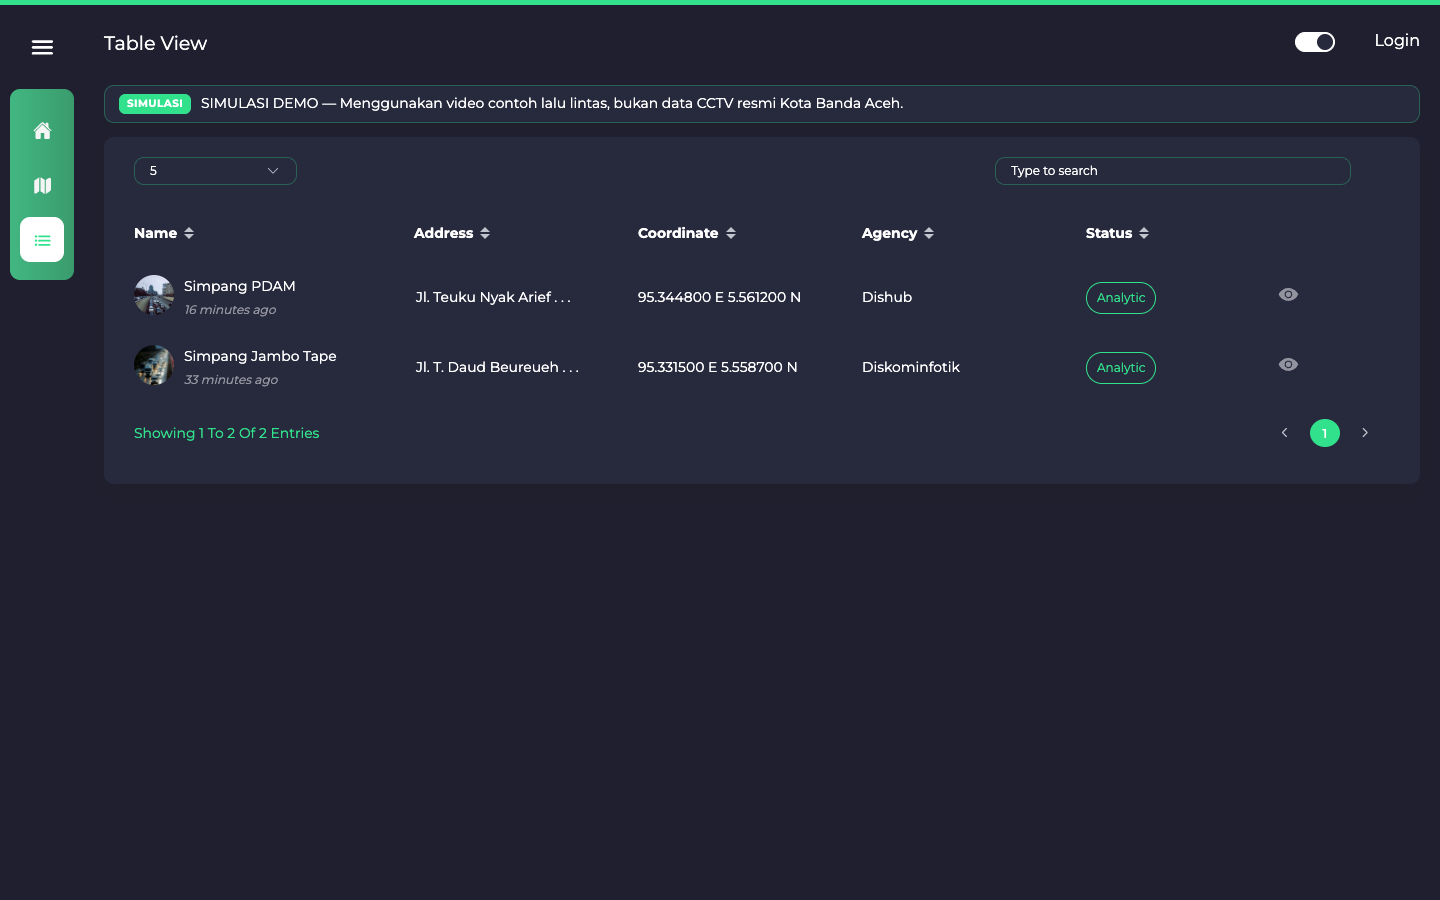 Table View
Login
SIMULASI SIMULASI DEMO — Menggunakan video contoh lalu lintas, bukan data CCTV resmi Kota Banda Aceh.
5
Type to search
Name Address Coordinate Agency Status
Simpang PDAM
16 minutes ago
Jl. Teuku Nyak Arief . . .
95.344800 E 5.561200 N
Dishub
Analytic
Simpang Jambo Tape
33 minutes ago
Jl. T. Daud Beureueh . . .
95.331500 E 5.558700 N
Diskominfotik
Analytic
Showing 1 To 2 Of 2 Entries
1